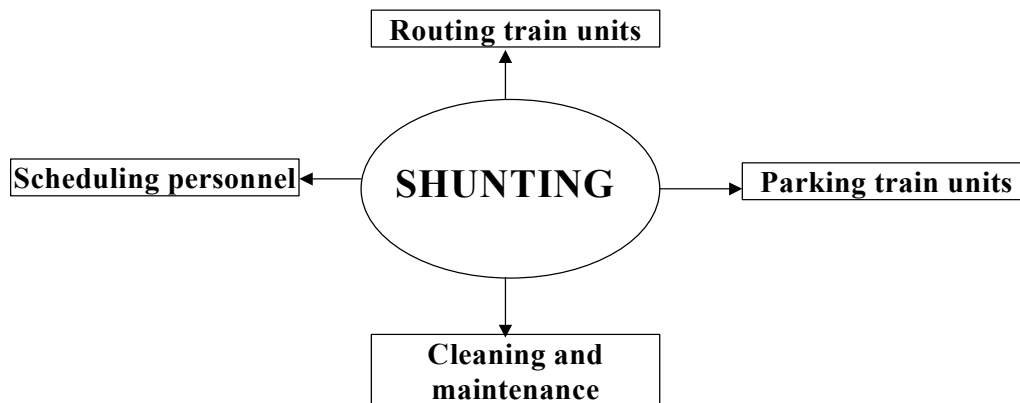 Routing train units
Scheduling personnel
SHUNTING
Parking train units
Cleaning and
maintenance